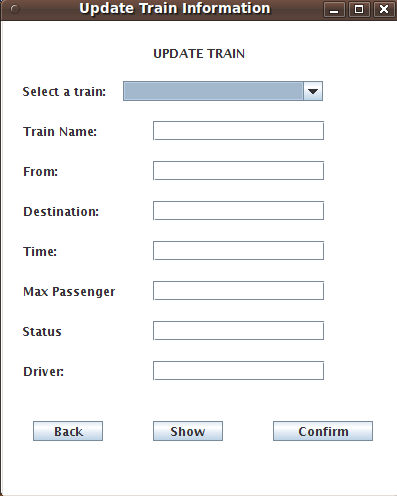 Update Train Information
UPDATE TRAIN
Select a train:
Train Name:
From:
Destination:
Time:
Max Passenger
Status
Driver:
Back Show Confirm